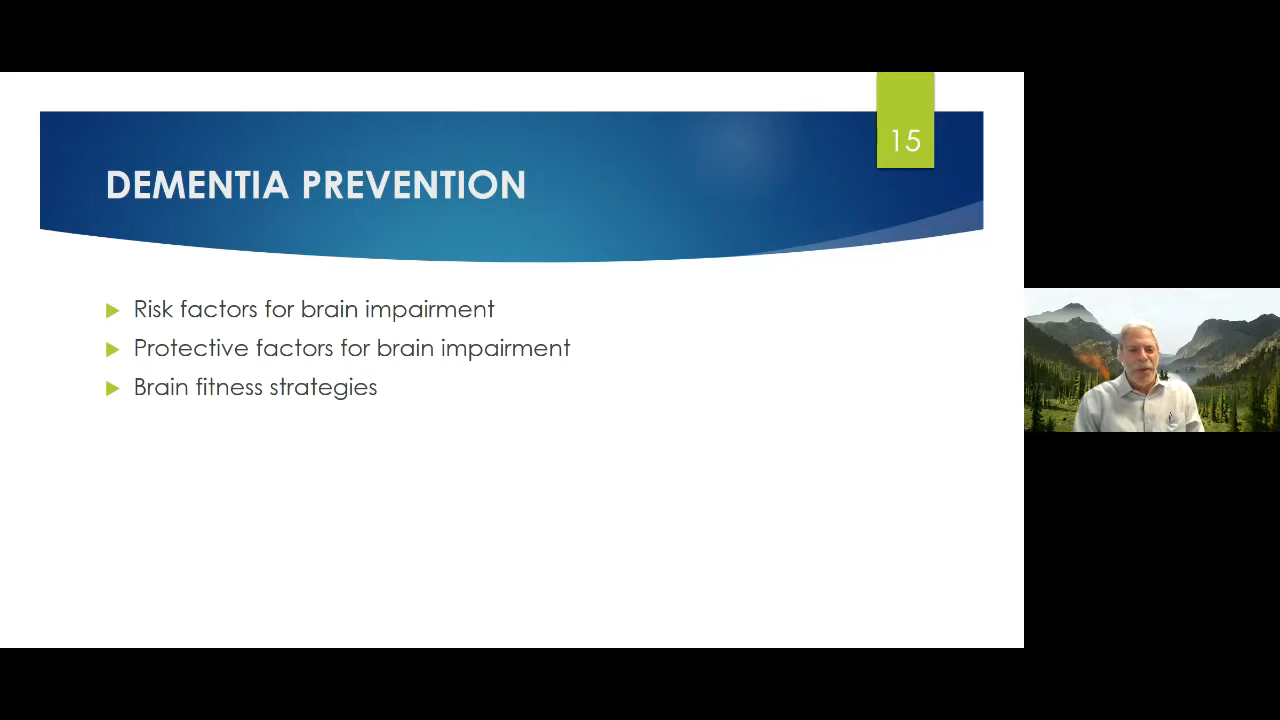 15
DEMENTIA PREVENTION
Risk factors for brain impairment
Protective factors for brain impairment
Brain fitness strategies